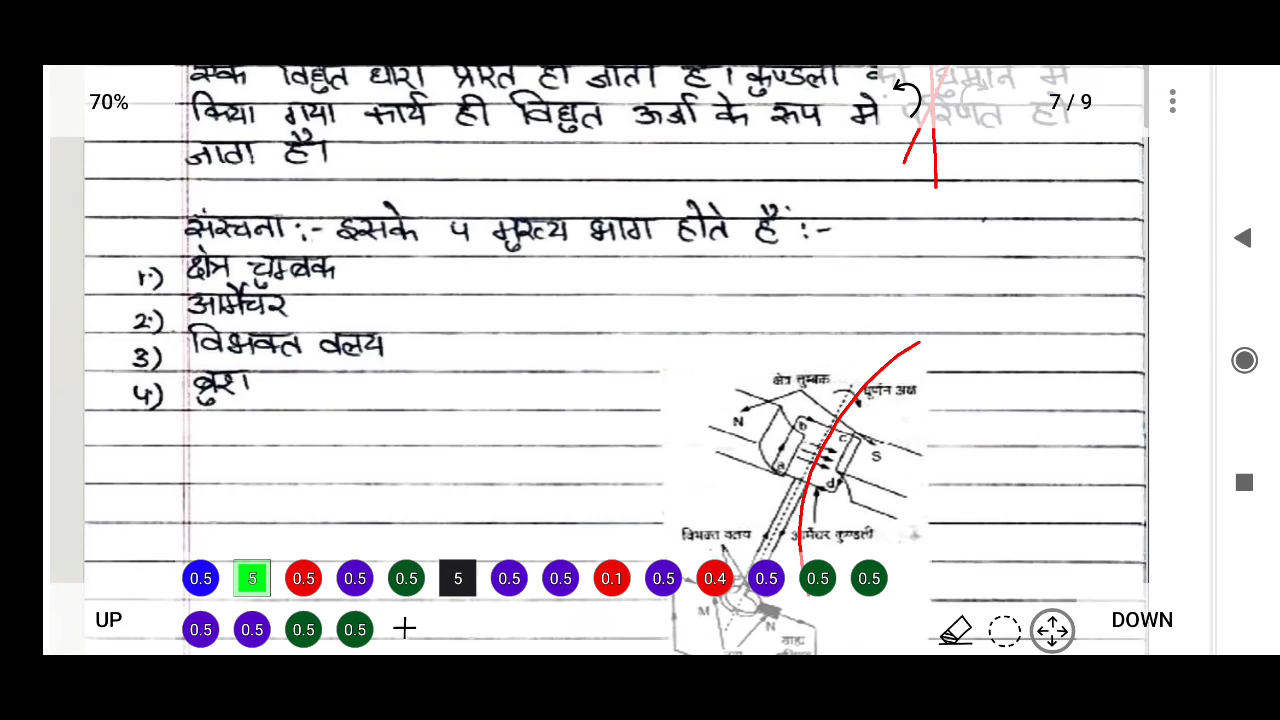 विद्युत धारा प्रेरित हो जाती है। कुण्डली को घुमाने में
70%
7 / 9
किया गया कार्य ही विद्युत ऊर्जा के रूप मे परिणत हो
जाता है।
संरचना :- इसके 4 मुख्य भाग होते हैं :-
1.) क्षेत्र चुम्बक
2.) आर्मेचर
3) विभक्त वलय
4) ब्रुश।
क्षेत्र चुम्बक
घुर्णन अक्ष
N
b
c
S
a
d
विभक्त वलय
आर्मेचर कुण्डली
0.5 5 0.5 0.5 0.5 5 0.5 0.5 0.1 0.5 0.4 0.5 0.5 0.5
M
N
UP
0.5 0.5 0.5 0.5 +
DOWN